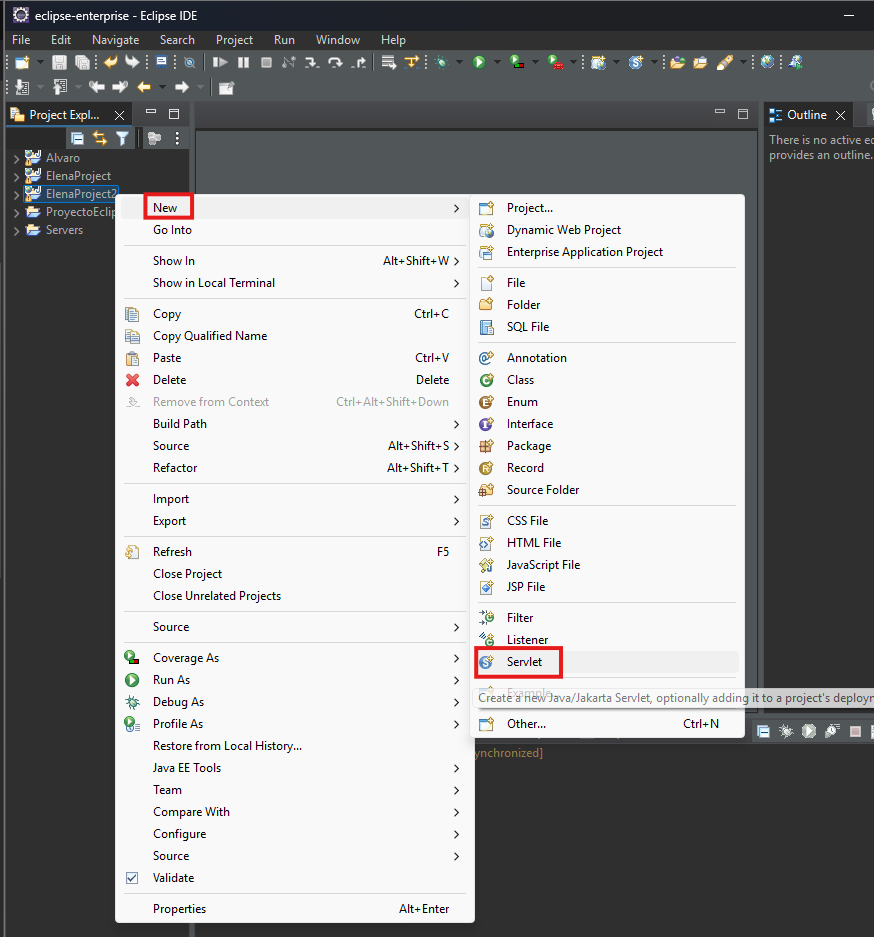 eclipse-enterprise - Eclipse IDE
File Edit Navigate Search Project Run Window Help
Project Expl...
Outline
There is no active
provides an outline.
Alvaro
ElenaProject
ElenaProject2
ProyectoEclip
Servers
New
Go Into
Show In Alt+Shift+W
Show in Local Terminal
Copy Ctrl+C
Copy Qualified Name
Paste Ctrl+V
Delete Delete
Remove from Context Ctrl+Alt+Shift+Down
Build Path
Source Alt+Shift+S
Refactor Alt+Shift+T
Import
Export
Refresh F5
Close Project
Close Unrelated Projects
Source
Coverage As
Run As
Debug As
Profile As
Restore from Local History...
Java EE Tools
Team
Compare With
Configure
Source
Validate
Properties Alt+Enter
Project...
Dynamic Web Project
Enterprise Application Project
File
Folder
SQL File
Annotation
Class
Enum
Interface
Package
Record
Source Folder
CSS File
HTML File
JavaScript File
JSP File
Filter
Listener
Servlet
Example...
Create a new Java/Jakarta Servlet, optionally adding it to a project's deploym
Other... Ctrl+N
ynchronized]